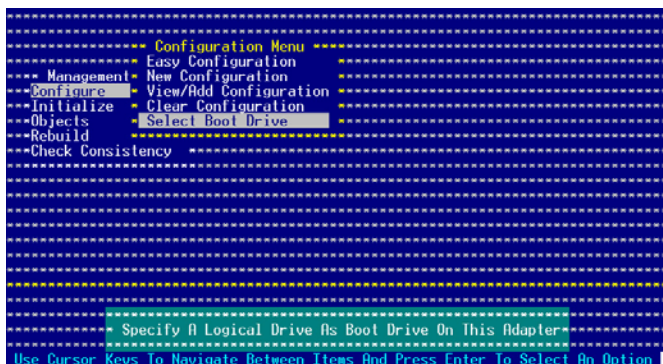 Configuration Menu
Easy Configuration
Management New Configuration
Configure View/Add Configuration
Initialize Clear Configuration
Objects Select Boot Drive
Rebuild
Check Consistency
Specify A Logical Drive As Boot Drive On This Adapter
Use Cursor Keys To Navigate Between Items And Press Enter To Select An Option